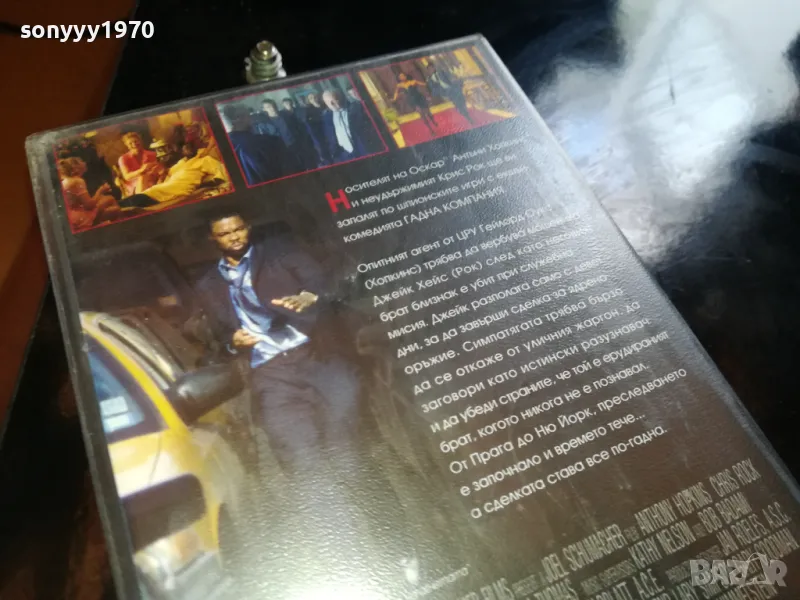 sonyyy1970
Носителят на Оскар Антъни Хопкинс
и неудържимият Крис Рок ще ви
запалят по шпионските игри с екшън
комедията ГАДНА КОМПАНИЯ
Опитният агент от ЦРУ Гейлорд
(Хопкинс) трябва да вербува
Джейк Хейс (Рок) след като неговият
брат близнак е убит при служебна
мисия. Джейк разполага само с девет
дни, за да завърши сделка за ядрено
оръжие. Симпатягата трябва бързо
да се откаже от уличния жаргон, да
заговори като истински разузнавач
и да убеди страните, че той е ерудираният
брат, когото никога не е познавал.
От Прага до Ню Йорк, преследването
е започнало и времето тече...
а сделката става все по-гадна.
JOEL SCHUMACHER ANTHONY HOPKINS CHRIS ROCK
KATHY NELSON ROB BADAMI
A.C.E.
BAZAR